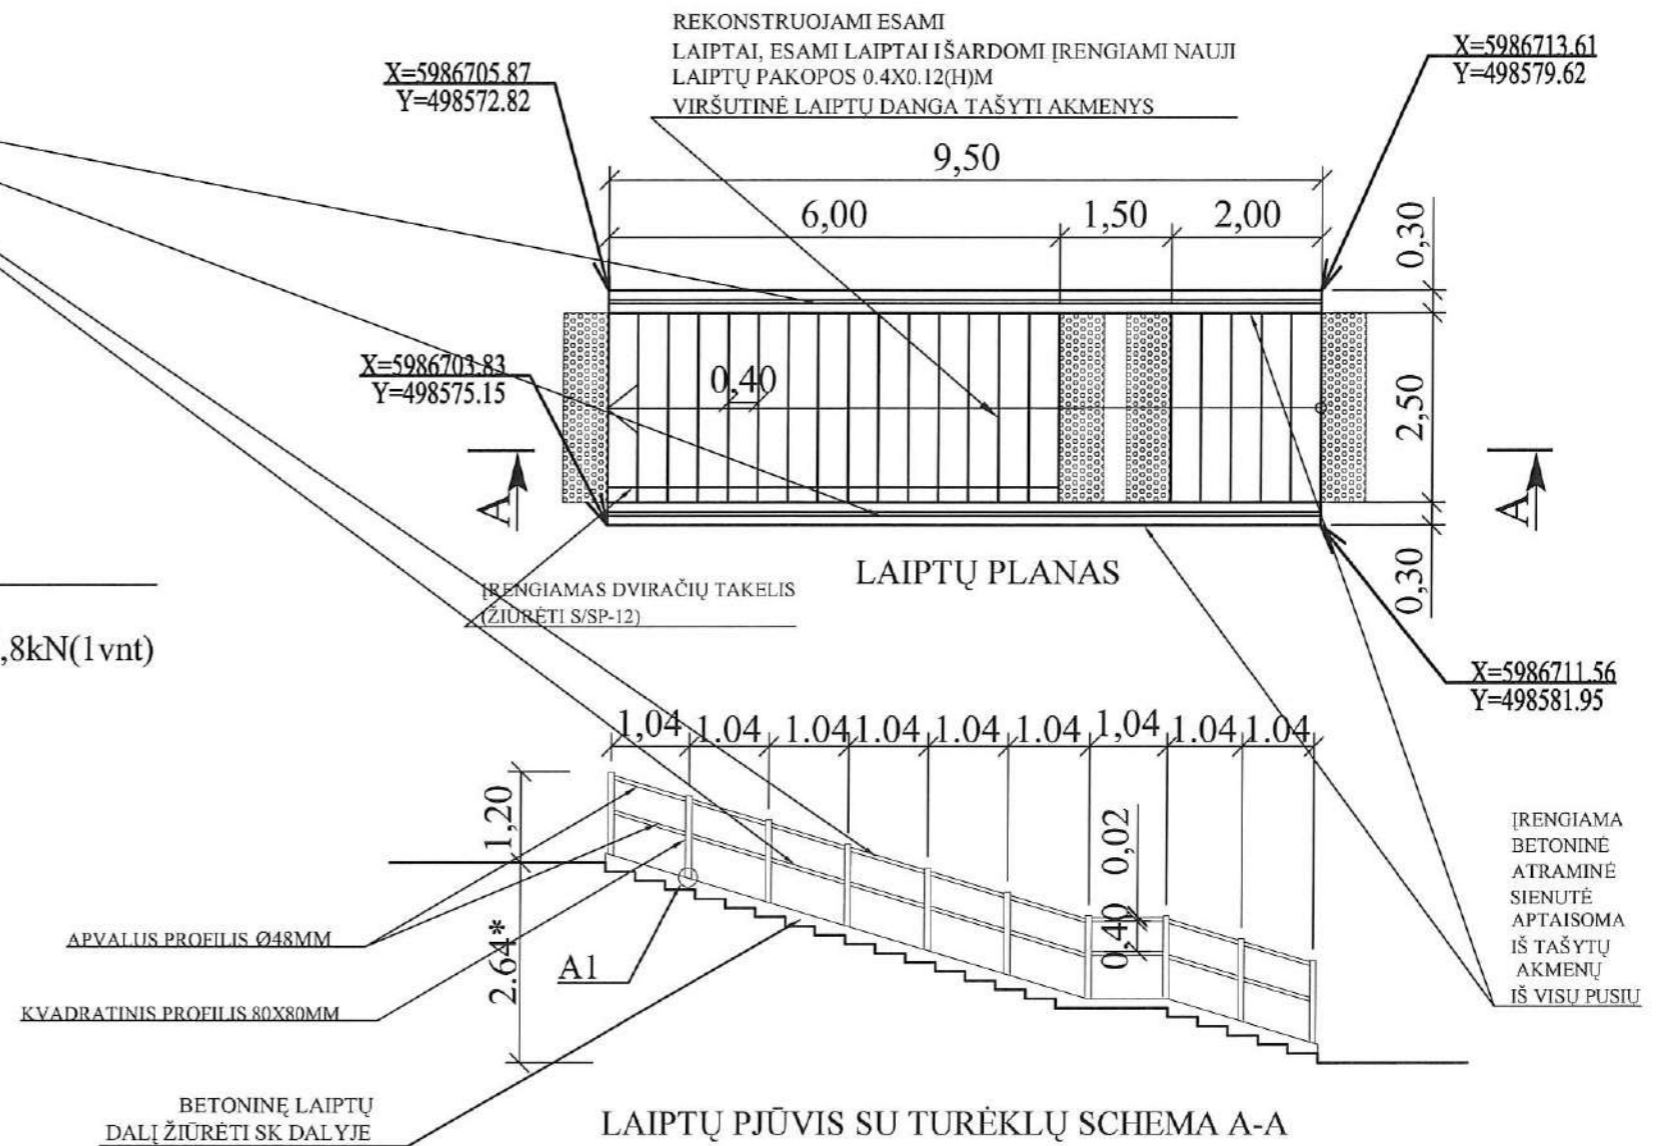 REKONSTRUOJAMI ESAMI
LAIPTAI, ESAMI LAIPTAI IŠARDOMI ĮRENGIAMI NAUJI
LAIPTŲ PAKOPOS 0.4X0.12(H)M
VIRŠUTINĖ LAIPTŲ DANGA TAŠYTI AKMENYS
X=5986705.87
Y=498572.82
X=5986713.61
Y=498579.62
9,50
6,00
1,50
2,00
0,30
X=5986703.83
Y=498575.15
0,40
2,50
A
A
0,30
LAIPTŲ PLANAS
ĮRENGIAMAS DVIRAČIŲ TAKELIS
(ŽIŪRĖTI S/SP-12)
,8kN(1vnt)
X=5986711.56
Y=498581.95
1,04
1.04
1.04
1.04
1.04
1.04
1,04
1.04
1.04
1,20
0,02
0,40
2.64*
A1
APVALUS PROFILIS Ø48MM
KVADRATINIS PROFILIS 80X80MM
ĮRENGIAMA
BETONINĖ
ATRAMINĖ
SIENUTĖ
APTAISOMA
IŠ TAŠYTŲ
AKMENŲ
IŠ VISŲ PUSIŲ
BETONINĘ LAIPTŲ
DALĮ ŽIŪRĖTI SK DALYJE
LAIPTŲ PJŪVIS SU TURĖKLŲ SCHEMA A-A